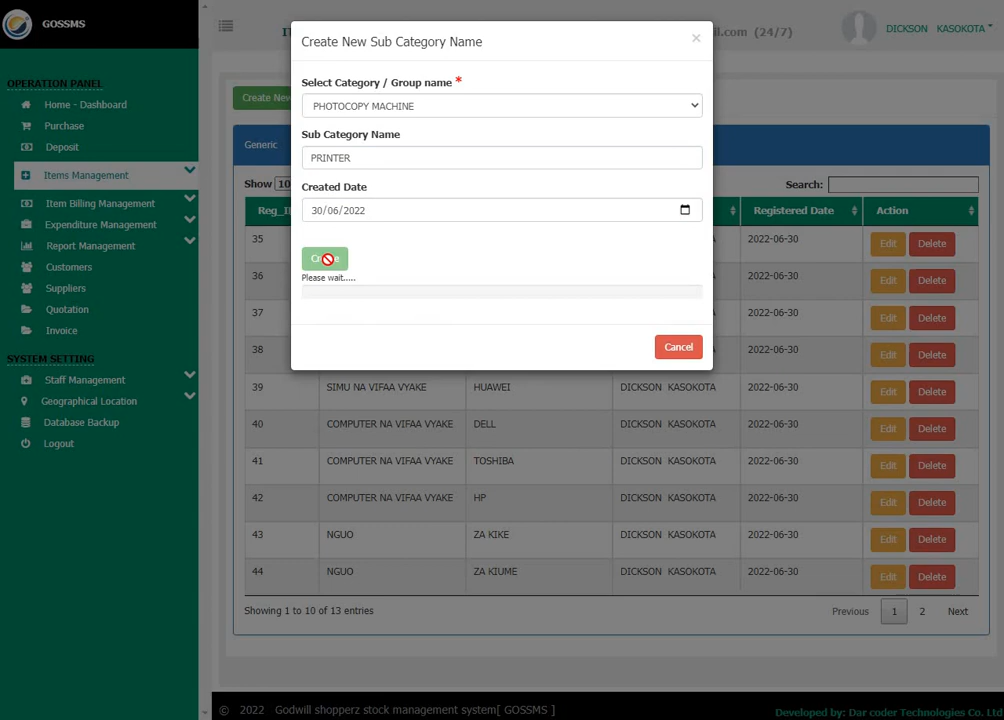 GOSSMS
OPERATION PANEL
Home - Dashboard
Purchase
Deposit
Items Management
Item Billing Management
Expenditure Management
Report Management
Customers
Suppliers
Quotation
Invoice
SYSTEM SETTING
Staff Management
Geographical Location
Database Backup
Logout
il.com (24/7)
DICKSON KASOKOTA
Create New
Generic
Show 10
Search:
Registered Date Action
35 2022-06-30 Edit Delete
36 2022-06-30 Edit Delete
37 2022-06-30 Edit Delete
38 2022-06-30 Edit Delete
39 SIMU NA VIFAA VYAKE HUAWEI DICKSON KASOKOTA 2022-06-30 Edit Delete
40 COMPUTER NA VIFAA VYAKE DELL DICKSON KASOKOTA 2022-06-30 Edit Delete
41 COMPUTER NA VIFAA VYAKE TOSHIBA DICKSON KASOKOTA 2022-06-30 Edit Delete
42 COMPUTER NA VIFAA VYAKE HP DICKSON KASOKOTA 2022-06-30 Edit Delete
43 NGUO ZA KIKE DICKSON KASOKOTA 2022-06-30 Edit Delete
44 NGUO ZA KIUME DICKSON KASOKOTA 2022-06-30 Edit Delete
Showing 1 to 10 of 13 entries
Previous 1 2 Next
Create New Sub Category Name ×
Select Category / Group name *
PHOTOCOPY MACHINE
Sub Category Name
PRINTER
Created Date
30/06/2022
Please wait.....
Cancel
© 2022 Godwill shopperz stock management system[ GOSSMS ]
Developed by: Dar coder Technologies Co. Ltd